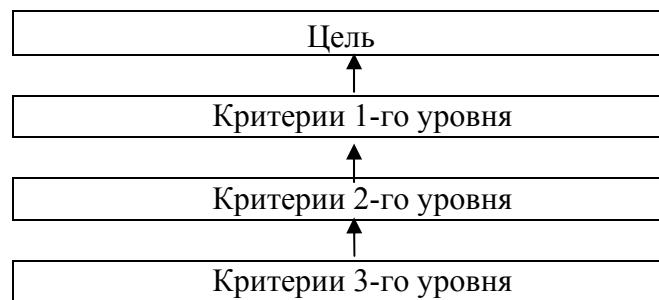 Цель
Критерии 1-го уровня
Критерии 2-го уровня
Критерии 3-го уровня